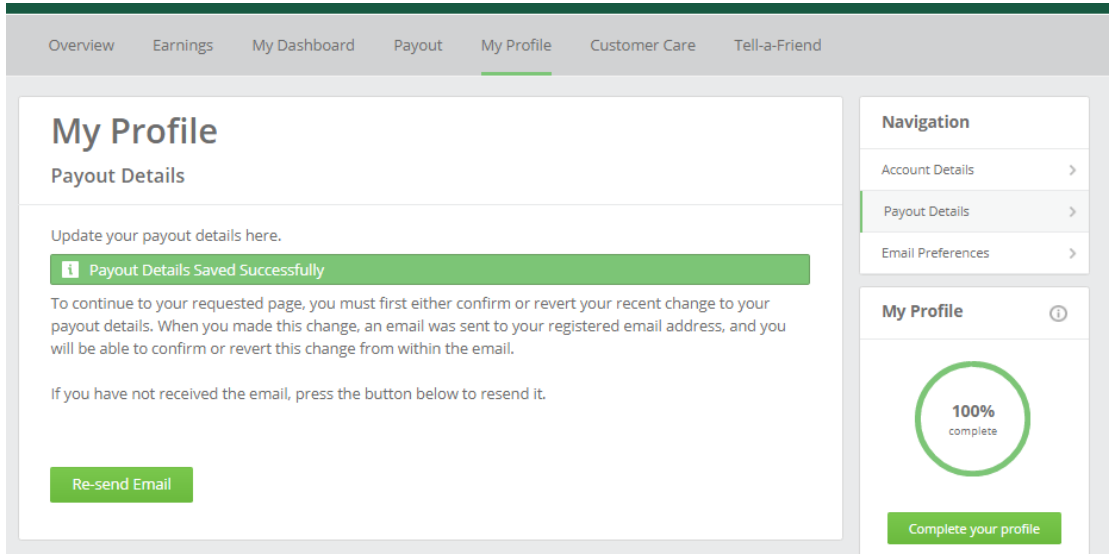 Overview Earnings My Dashboard Payout My Profile Customer Care Tell-a-Friend
My Profile
Payout Details
Update your payout details here.
i Payout Details Saved Successfully
To continue to your requested page, you must first either confirm or revert your recent change to your
payout details. When you made this change, an email was sent to your registered email address, and you
will be able to confirm or revert this change from within the email.
If you have not received the email, press the button below to resend it.
Re-send Email
Navigation
Account Details
Payout Details
Email Preferences
My Profile i
100%
complete
Complete your profile